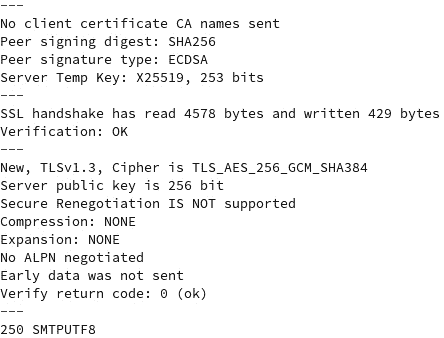 ---
No client certificate CA names sent
Peer signing digest: SHA256
Peer signature type: ECDSA
Server Temp Key: X25519, 253 bits
---
SSL handshake has read 4578 bytes and written 429 bytes
Verification: OK
---
New, TLSv1.3, Cipher is TLS_AES_256_GCM_SHA384
Server public key is 256 bit
Secure Renegotiation IS NOT supported
Compression: NONE
Expansion: NONE
No ALPN negotiated
Early data was not sent
Verify return code: 0 (ok)
---
250 SMTPUTF8